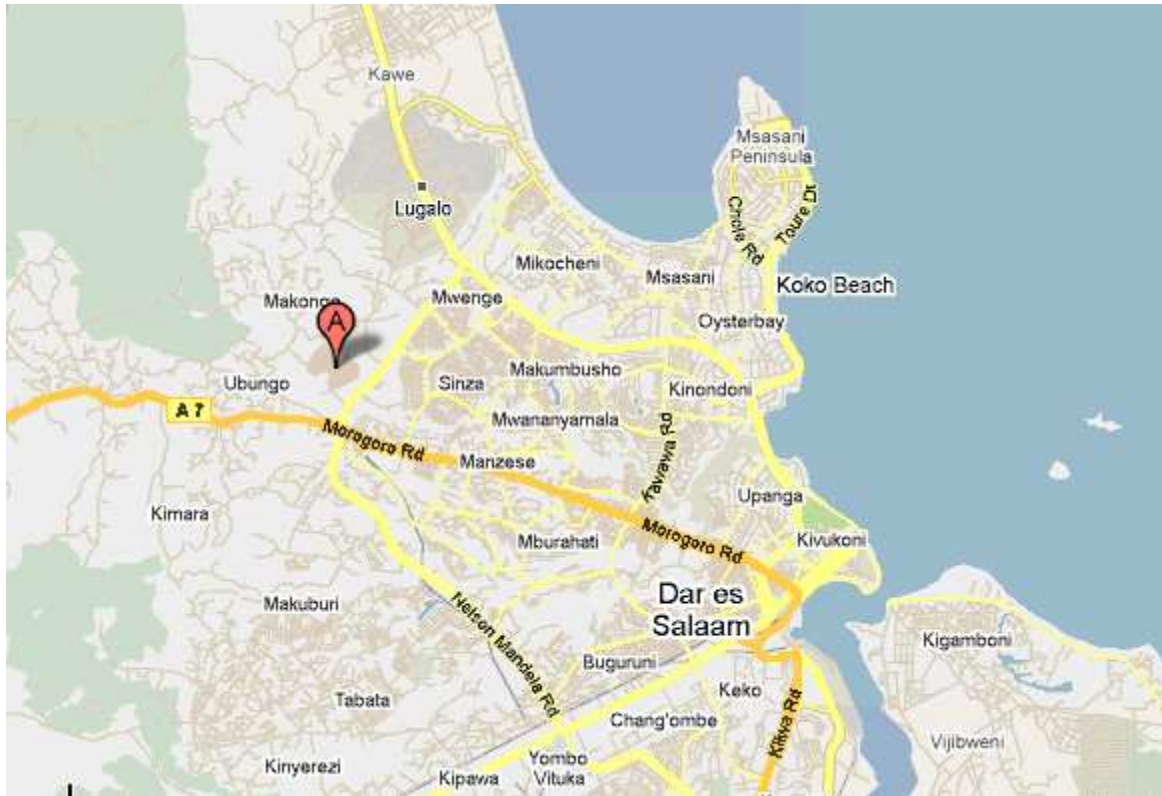 Kawe
Msasani
Peninsula
Lugalo
Chole Rd
Toure Dr
Mikocheni
Msasani
Koko Beach
Makongo
Mwenge
A
Oysterbay
Ubungo
Sinza
Makumbusho
Kinondoni
A 7
Morogoro Rd
Mwananyamala
Kawawa Rd
Manzese
Upanga
Kimara
Mburahati
Morogoro Rd
Kivukoni
Makuburi
Nelson Mandela Rd
Dar es
Salaam
Kigamboni
Buguruni
Tabata
Keko
Chang'ombe
Kilwa Rd
Vijibweni
Kinyerezi
Kipawa
Yombo
Vituka